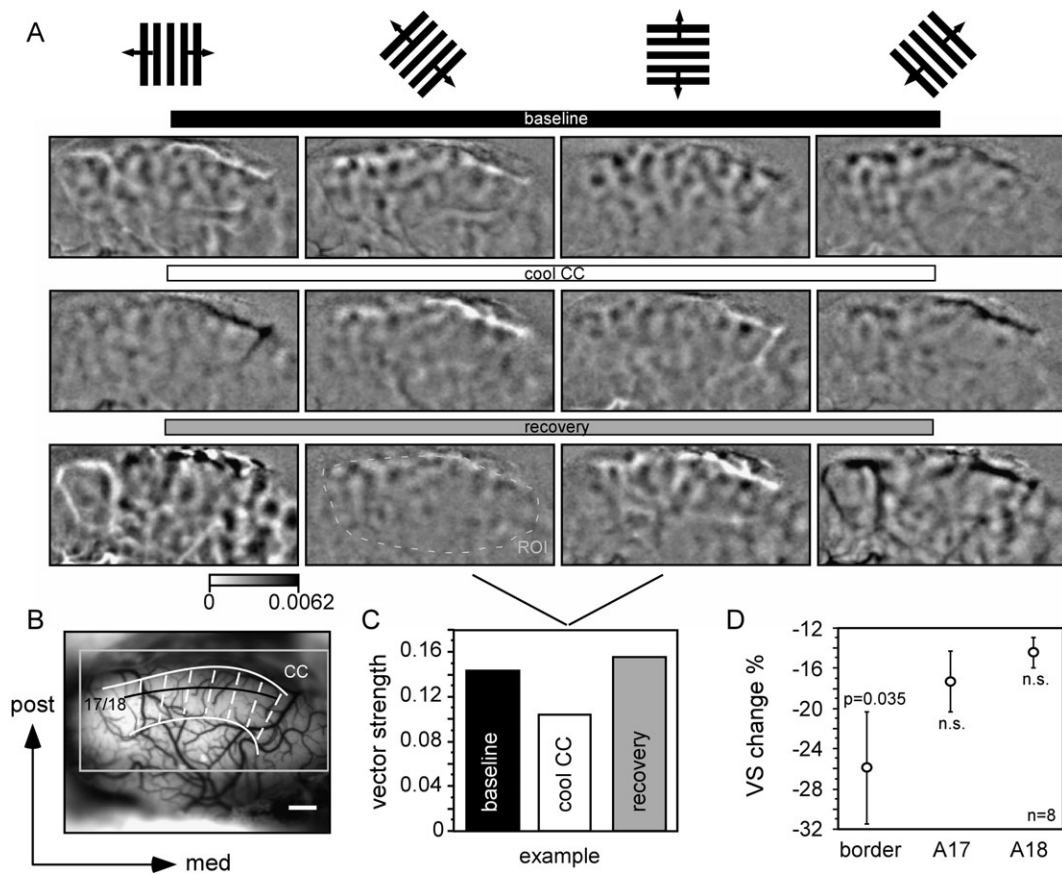 A
baseline
cool CC
recovery
ROI
0 0.0062
B
CC
17/18
post
med
C
vector strength
0.16
0.12
0.08
0.04
0
baseline
cool CC
recovery
example
D
VS change %
-12
-16
-20
-24
-28
-32
p=0.035
n.s.
n.s.
n=8
border A17 A18